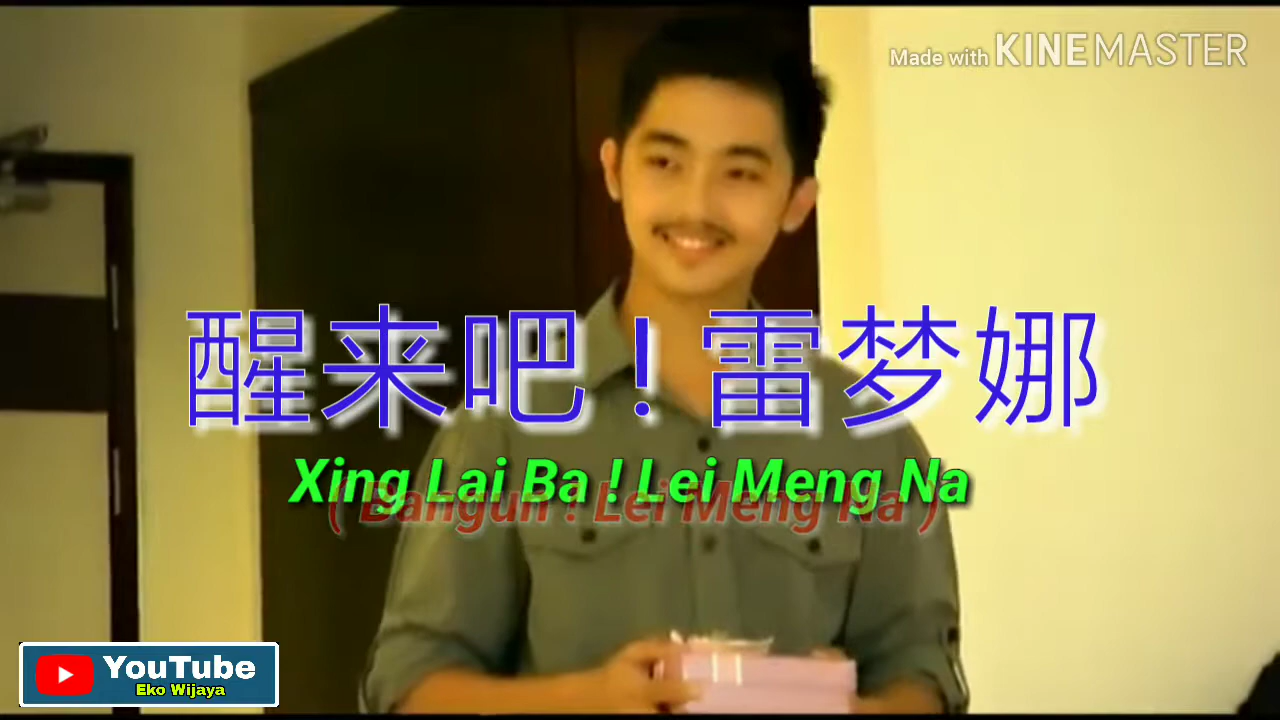 Made with KINEMASTER
醒来吧！雷梦娜
Xing Lai Ba ! Lei Meng Na
( Bangun ! Lei Meng Na )
YouTube
Eko Wijaya